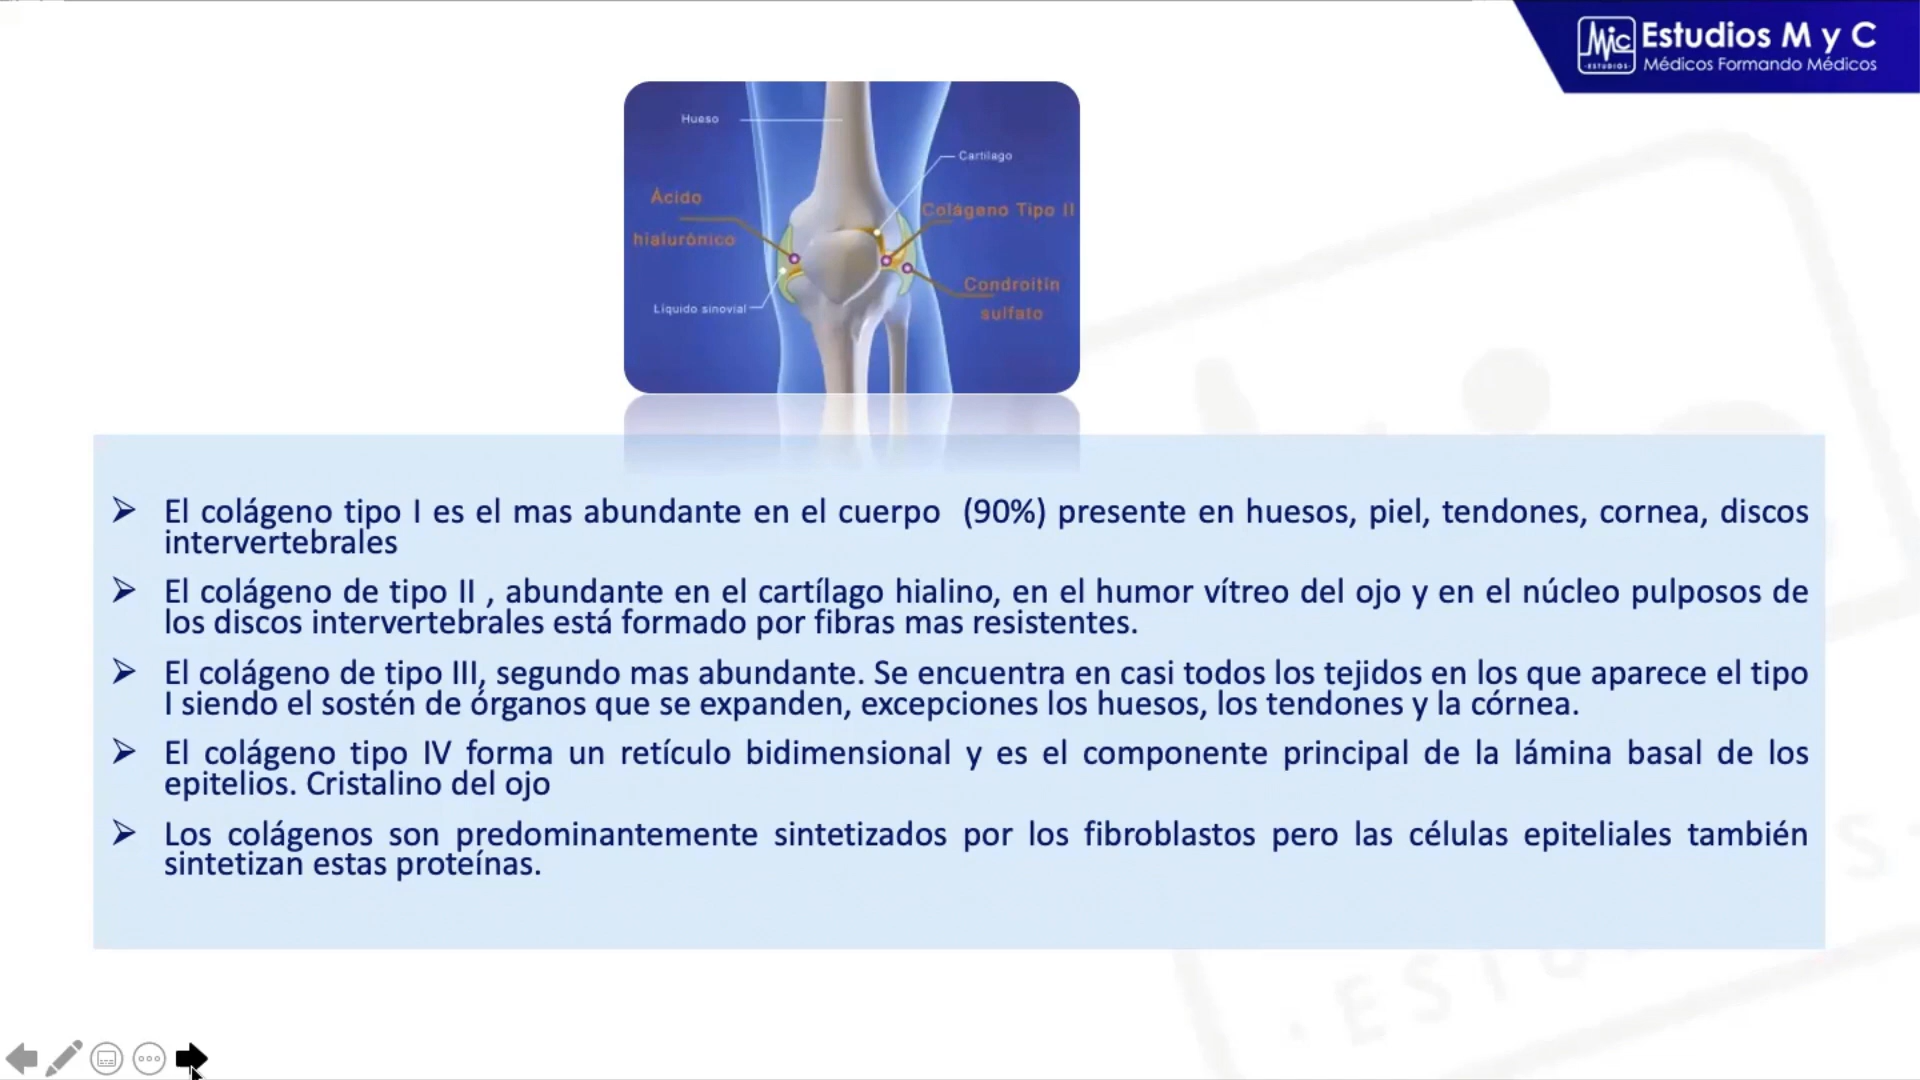 Mic
·ESTUDIOS·
Estudios M y C
Médicos Formando Médicos
Hueso
Cartílago
Ácido
hialurónico
Colágeno Tipo II
Condroitín
sulfato
Líquido sinovial
El colágeno tipo I es el mas abundante en el cuerpo (90%) presente en huesos, piel, tendones, cornea, discos
intervertebrales
El colágeno de tipo II , abundante en el cartílago hialino, en el humor vítreo del ojo y en el núcleo pulposos de
los discos intervertebrales está formado por fibras mas resistentes.
El colágeno de tipo III, segundo mas abundante. Se encuentra en casi todos los tejidos en los que aparece el tipo
I siendo el sostén de órganos que se expanden, excepciones los huesos, los tendones y la córnea.
El colágeno tipo IV forma un retículo bidimensional y es el componente principal de la lámina basal de los
epitelios. Cristalino del ojo
Los colágenos son predominantemente sintetizados por los fibroblastos pero las células epiteliales también
sintetizan estas proteínas.